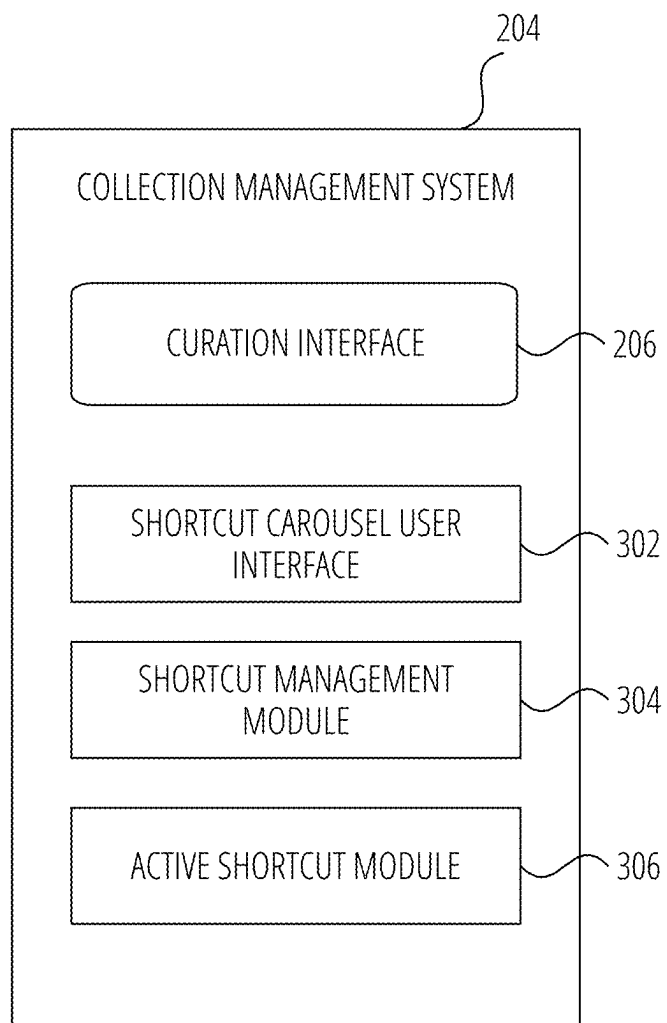 204
COLLECTION MANAGEMENT SYSTEM
CURATION INTERFACE
206
SHORTCUT CAROUSEL USER
INTERFACE
302
SHORTCUT MANAGEMENT
MODULE
304
ACTIVE SHORTCUT MODULE
306